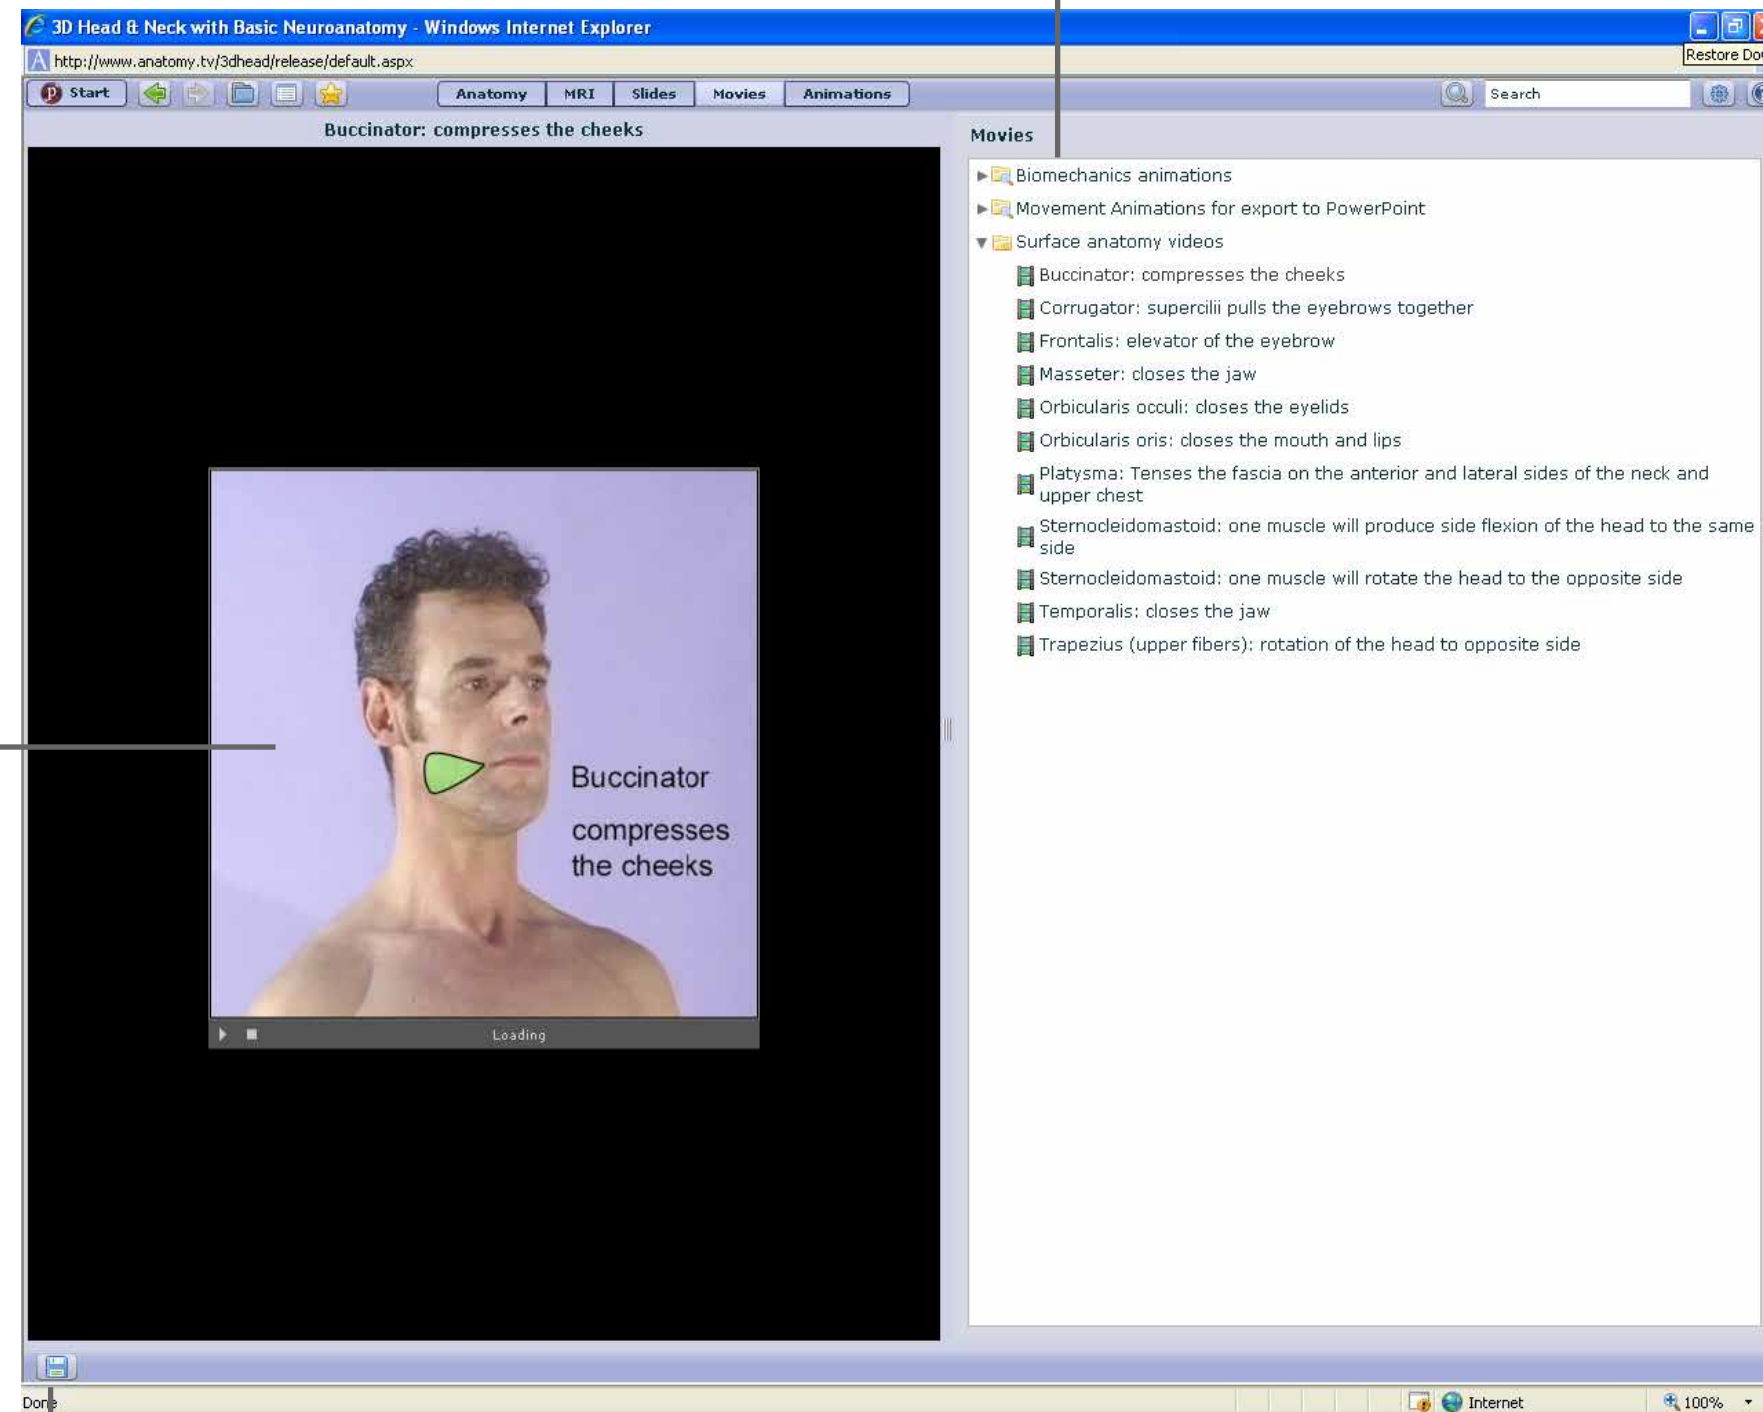 3D Head & Neck with Basic Neuroanatomy - Windows Internet Explorer
http://www.anatomy.tv/3dhead/release/default.aspx
Restore Do
Start
Anatomy
MRI
Slides
Movies
Animations
Search
Buccinator: compresses the cheeks
Movies
Biomechanics animations
Movement Animations for export to PowerPoint
Surface anatomy videos
Buccinator: compresses the cheeks
Corrugator: supercilii pulls the eyebrows together
Frontalis: elevator of the eyebrow
Masseter: closes the jaw
Orbicularis occuli: closes the eyelids
Orbicularis oris: closes the mouth and lips
Platysma: Tenses the fascia on the anterior and lateral sides of the neck and
upper chest
Sternocleidomastoid: one muscle will produce side flexion of the head to the same
side
Sternocleidomastoid: one muscle will rotate the head to the opposite side
Temporalis: closes the jaw
Trapezius (upper fibers): rotation of the head to opposite side
Buccinator
compresses
the cheeks
Loading
Done
Internet
100%